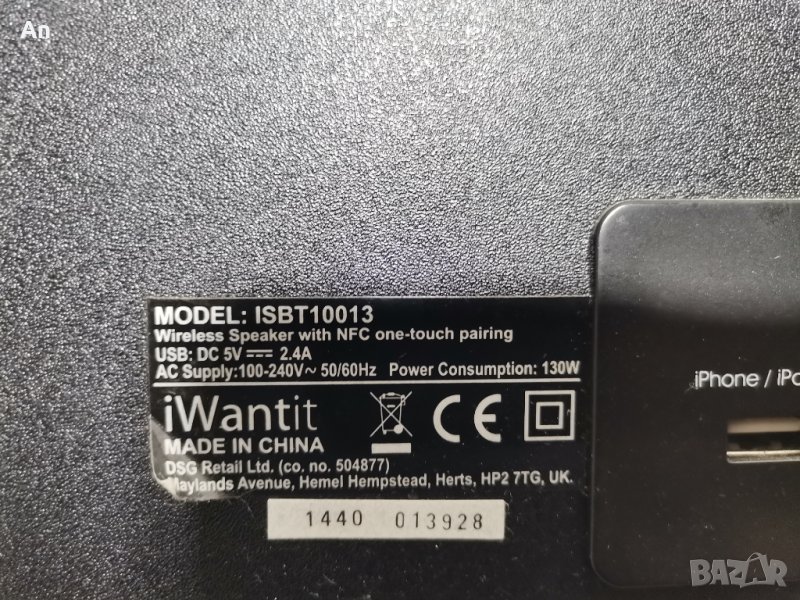 An
MODEL: ISBT10013
Wireless Speaker with NFC one-touch pairing
USB: DC 5V⎓ 2.4A
AC Supply:100-240V~ 50/60Hz Power Consumption: 130W
iWantit
CE
MADE IN CHINA
DSG Retail Ltd. (co. no. 504877)
Maylands Avenue, Hemel Hempstead, Herts, HP2 7TG, UK.
1440 013928
iPhone /
BAZAR